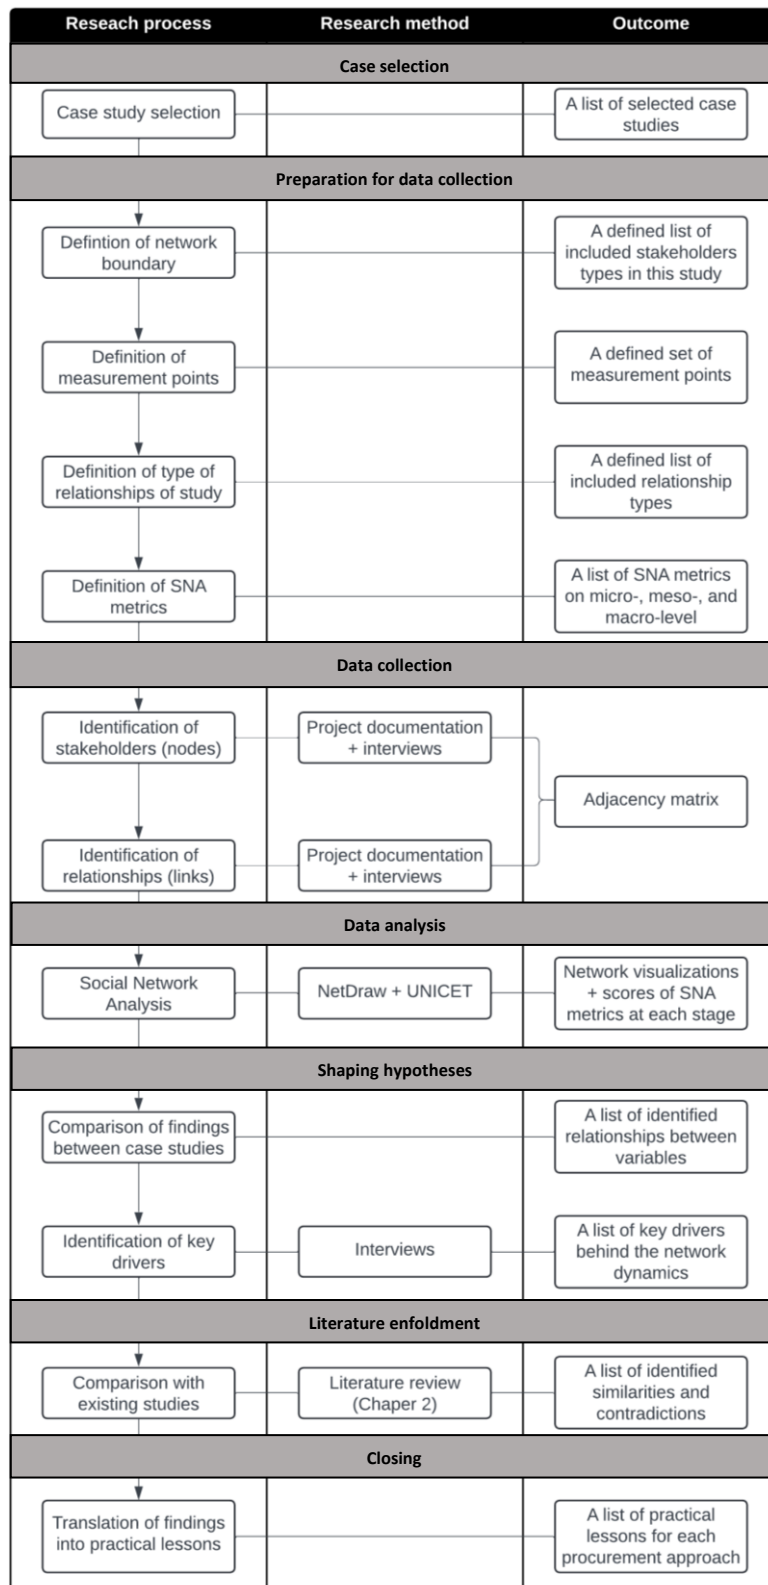 Reseach process
Research method
Outcome
Case selection
Case study selection
A list of selected case
studies
Preparation for data collection
Defintion of network
boundary
A defined list of
included stakeholders
types in this study
Definition of
measurement points
A defined set of
measurement points
Definition of type of
relationships of study
A defined list of
included relationship
types
Definition of SNA
metrics
A list of SNA metrics
on micro-, meso-, and
macro-level
Data collection
Identification of
stakeholders (nodes)
Project documentation
+ interviews
Adjacency matrix
Identification of
relationships (links)
Project documentation
+ interviews
Data analysis
Social Network
Analysis
NetDraw + UNICET
Network visualizations
+ scores of SNA
metrics at each stage
Shaping hypotheses
Comparison of findings
between case studies
A list of identified
relationships between
variables
Identification of key
drivers
Interviews
A list of key drivers
behind the network
dynamics
Literature enfoldment
Comparison with
existing studies
Literature review
(Chaper 2)
A list of identified
similarities and
contradictions
Closing
Translation of findings
into practical lessons
A list of practical
lessons for each
procurement approach